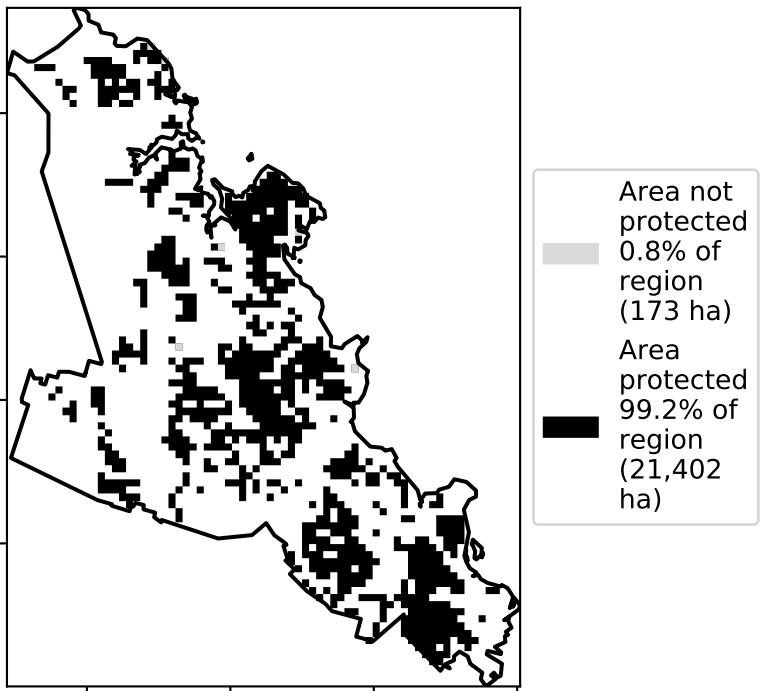 Area not
protected
0.8% of
region
(173 ha)
Area
protected
99.2% of
region
(21,402
ha)